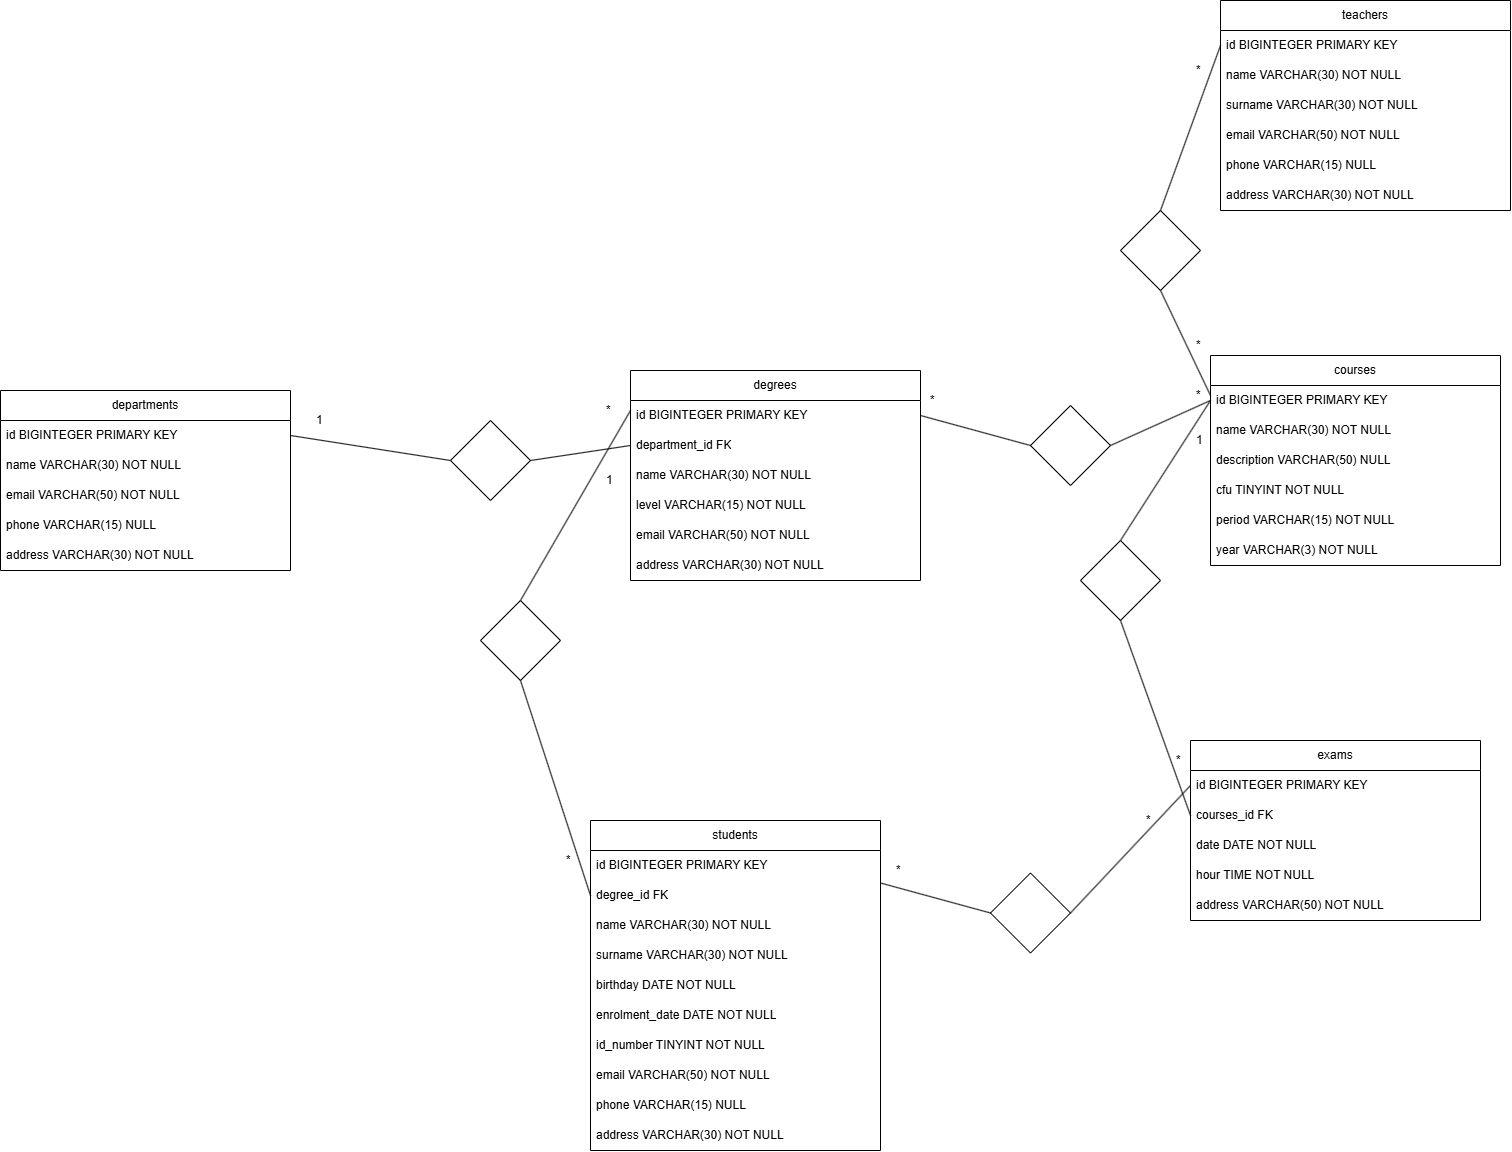 teachers
id BIGINTEGER PRIMARY KEY
name VARCHAR(30) NOT NULL
surname VARCHAR(30) NOT NULL
email VARCHAR(50) NOT NULL
phone VARCHAR(15) NULL
address VARCHAR(30) NOT NULL
*
*
departments
id BIGINTEGER PRIMARY KEY
name VARCHAR(30) NOT NULL
email VARCHAR(50) NOT NULL
phone VARCHAR(15) NULL
address VARCHAR(30) NOT NULL
1
*
1
degrees
id BIGINTEGER PRIMARY KEY
department_id FK
name VARCHAR(30) NOT NULL
level VARCHAR(15) NOT NULL
email VARCHAR(50) NOT NULL
address VARCHAR(30) NOT NULL
*
*
1
courses
id BIGINTEGER PRIMARY KEY
name VARCHAR(30) NOT NULL
description VARCHAR(50) NULL
cfu TINYINT NOT NULL
period VARCHAR(15) NOT NULL
year VARCHAR(3) NOT NULL
*
*
exams
id BIGINTEGER PRIMARY KEY
courses_id FK
date DATE NOT NULL
hour TIME NOT NULL
address VARCHAR(50) NOT NULL
*
*
students
id BIGINTEGER PRIMARY KEY
degree_id FK
name VARCHAR(30) NOT NULL
surname VARCHAR(30) NOT NULL
birthday DATE NOT NULL
enrolment_date DATE NOT NULL
id_number TINYINT NOT NULL
email VARCHAR(50) NOT NULL
phone VARCHAR(15) NULL
address VARCHAR(30) NOT NULL